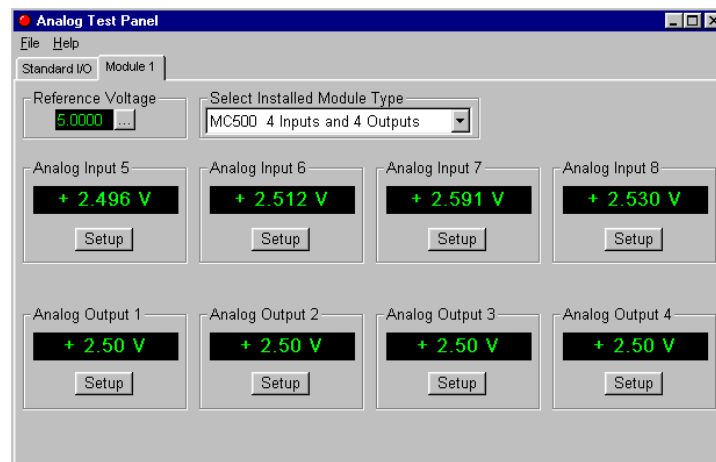 Analog Test Panel
File Help
Standard I/O Module 1
Reference Voltage Select Installed Module Type
5.0000 ... MC500 4 Inputs and 4 Outputs
Analog Input 5 Analog Input 6 Analog Input 7 Analog Input 8
+ 2.496 V + 2.512 V + 2.591 V + 2.530 V
Setup Setup Setup Setup
Analog Output 1 Analog Output 2 Analog Output 3 Analog Output 4
+ 2.50 V + 2.50 V + 2.50 V + 2.50 V
Setup Setup Setup Setup